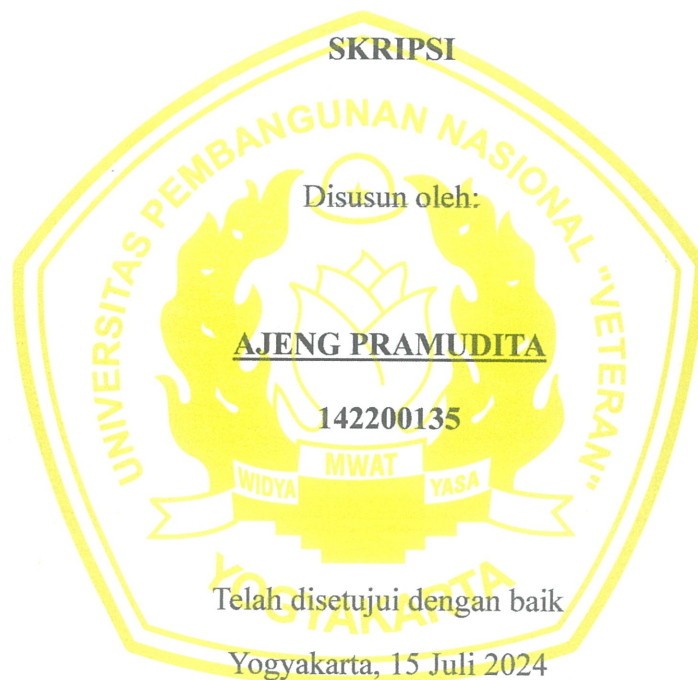 SKRIPSI
UNIVERSITAS PEMBANGUNAN NASIONAL "VETERAN"
Disusun oleh:
AJENG PRAMUDITA
142200135
WIDYA MWAT YASA
YOGYAKARTA
Telah disetujui dengan baik
Yogyakarta, 15 Juli 2024